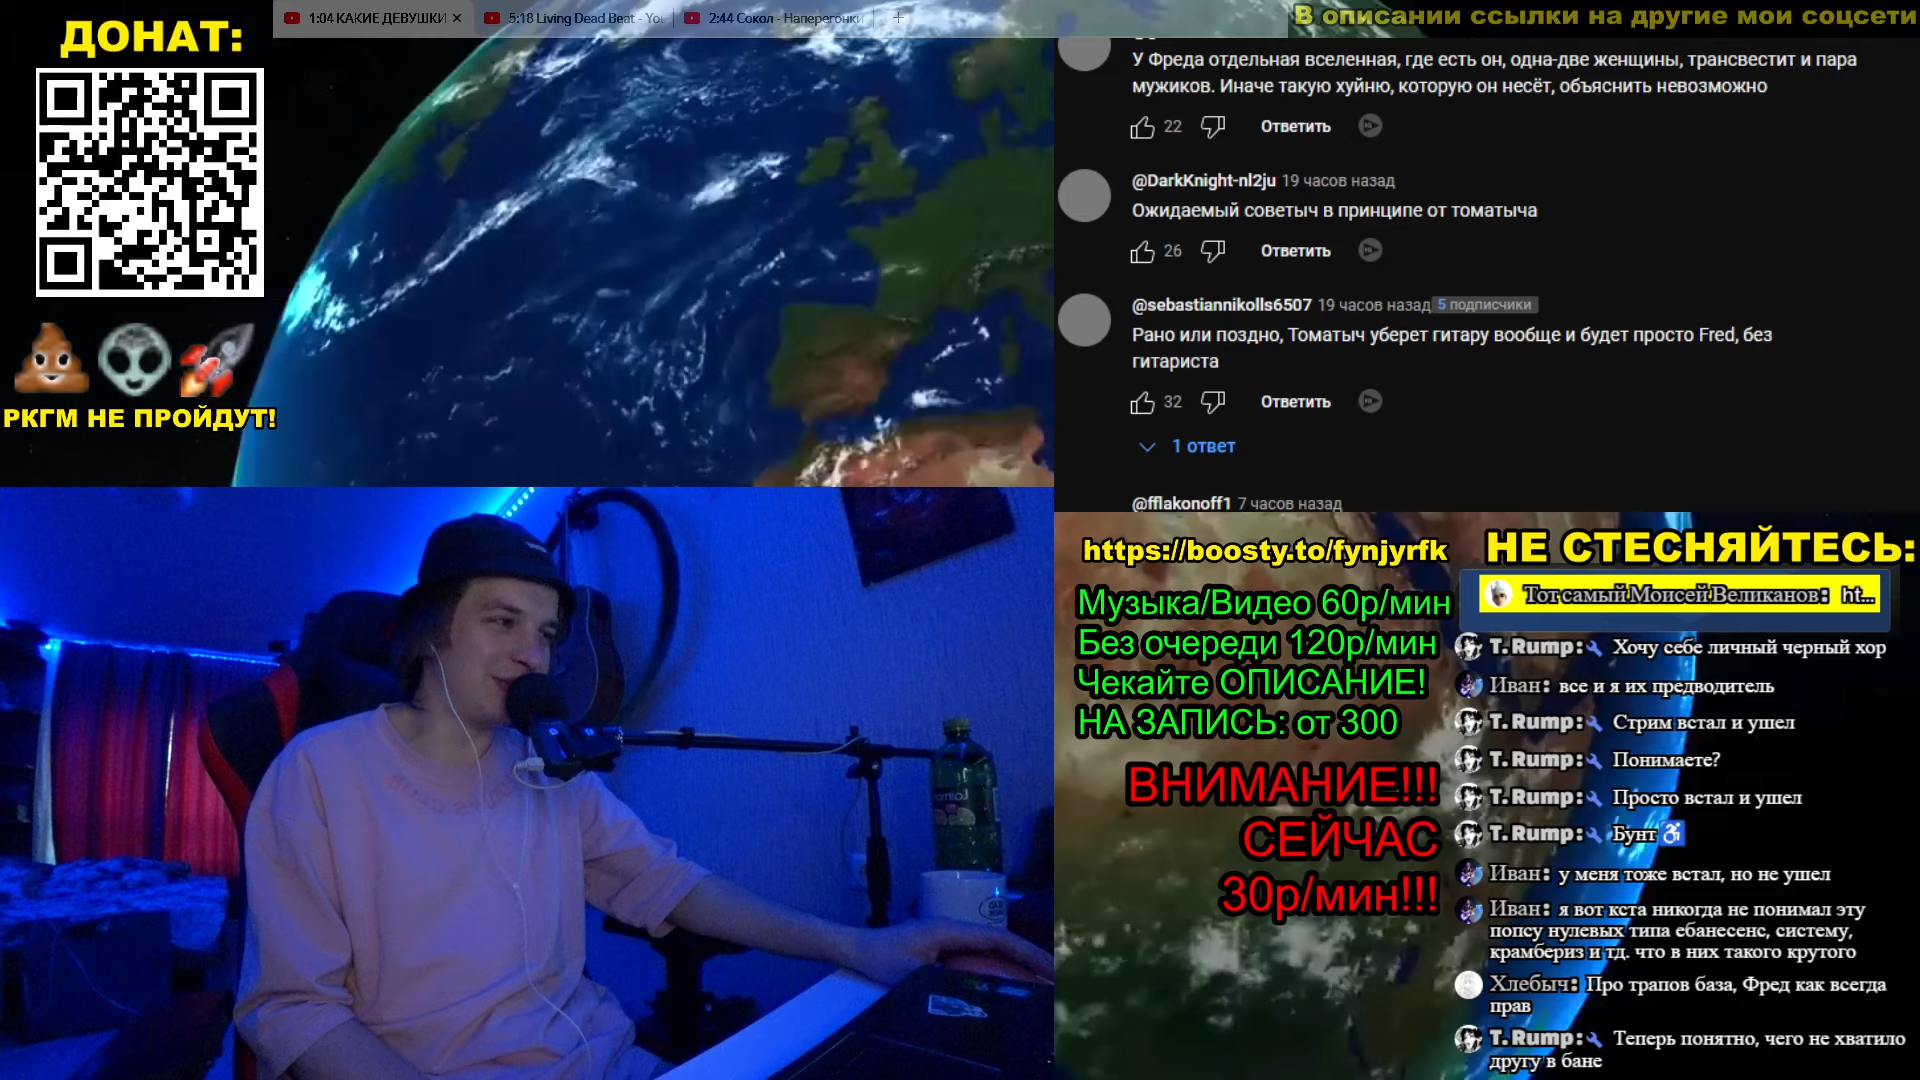 ДОНАТ:
РКГМ НЕ ПРОЙДУТ!
1:04 КАКИЕ ДЕВУШКИ
5:18 Living Dead Beat - You
2:44 Сокол - Наперегонки
В описании ссылки на другие мои соцсети
У Фреда отдельная вселенная, где есть он, одна-две женщины, трансвестит и пара
мужиков. Иначе такую хуйню, которую он несёт, объяснить невозможно
22 Ответить
@DarkKnight-nl2ju 19 часов назад
Ожидаемый советыч в принципе от томатыча
26 Ответить
@sebastiannikolls6507 19 часов назад 5 подписчики
Рано или поздно, Томатыч уберет гитару вообще и будет просто Fred, без
гитариста
32 Ответить
1 ответ
@fflakonoff1 7 часов назад
https://boosty.to/fynjyrfk
Музыка/Видео 60р/мин
Без очереди 120р/мин
Чекайте ОПИСАНИЕ!
НА ЗАПИСЬ: от 300
ВНИМАНИЕ!!!
СЕЙЧАС
30р/мин!!!
НЕ СТЕСНЯЙТЕСЬ:
Тот самый Моисей Великанов: ht...
T.Rump: Хочу себе личный черный хор
Иван: все и я их предводитель
T.Rump: Стрим встал и ушел
T.Rump: Понимаете?
T.Rump: Просто встал и ушел
T.Rump: Бунт
Иван: у меня тоже встал, но не ушел
Иван: я вот кста никогда не понимал эту
попсу нулевых типа ебанесенс, систему,
крамбериз и тд. что в них такого крутого
Хлебыч: Про трапов база, Фред как всегда
прав
T.Rump: Теперь понятно, чего не хватило
другу в бане